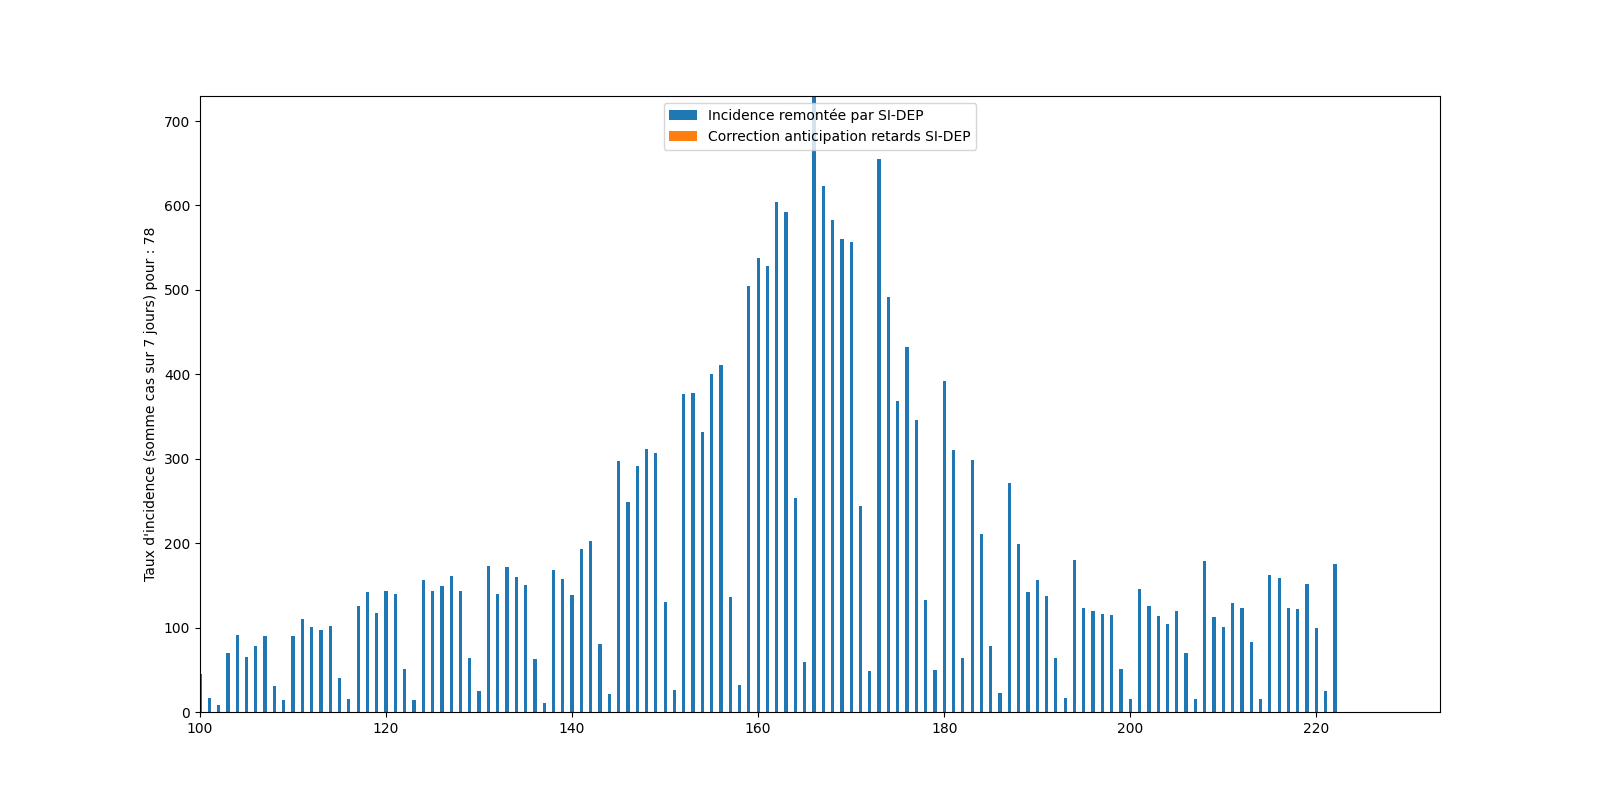 Incidence remontée par SI-DEP
Correction anticipation retards SI-DEP
Taux d'incidence (somme cas sur 7 jours) pour : 78
700
600
500
400
300
200
100
0
100 120 140 160 180 200 220